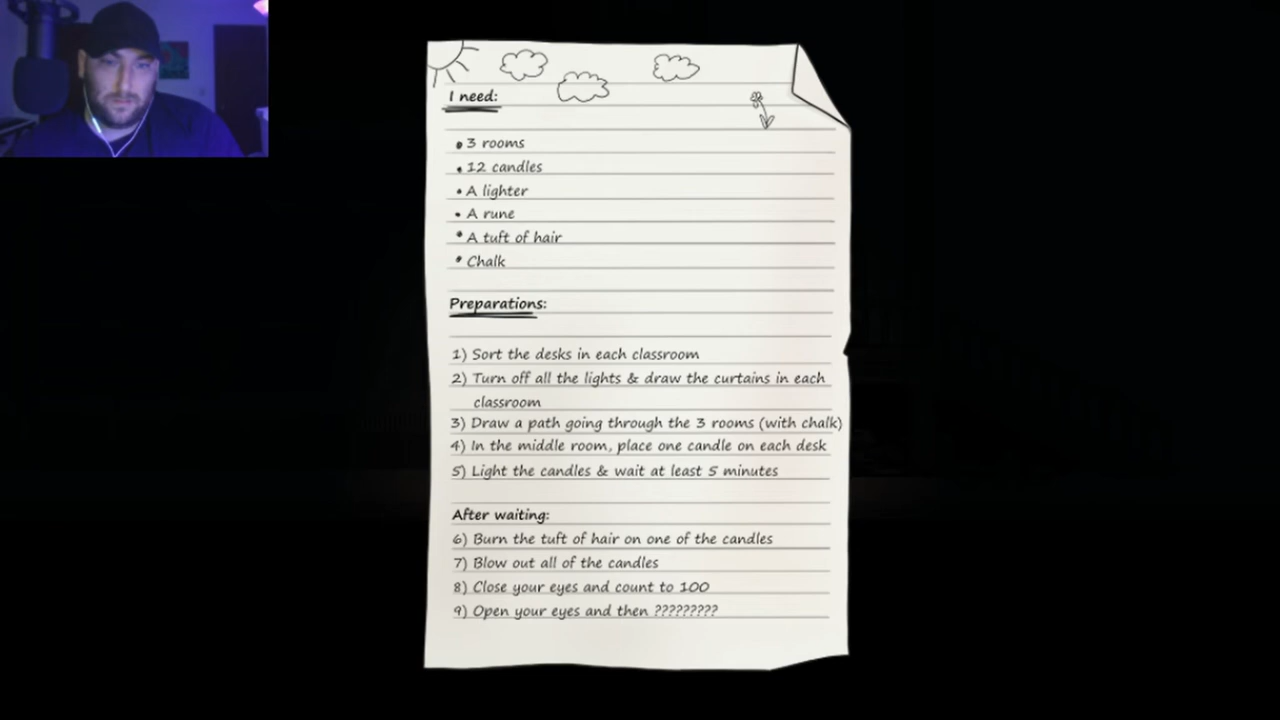 I need:
• 3 rooms
• 12 candles
• A lighter
• A rune
• A tuft of hair
• Chalk
Preparations:
1) Sort the desks in each classroom
2) Turn off all the lights & draw the curtains in each
classroom
3) Draw a path going through the 3 rooms (with chalk)
4) In the middle room, place one candle on each desk
5) Light the candles & wait at least 5 minutes
After waiting:
6) Burn the tuft of hair on one of the candles
7) Blow out all of the candles
8) Close your eyes and count to 100
9) Open your eyes and then ?????????